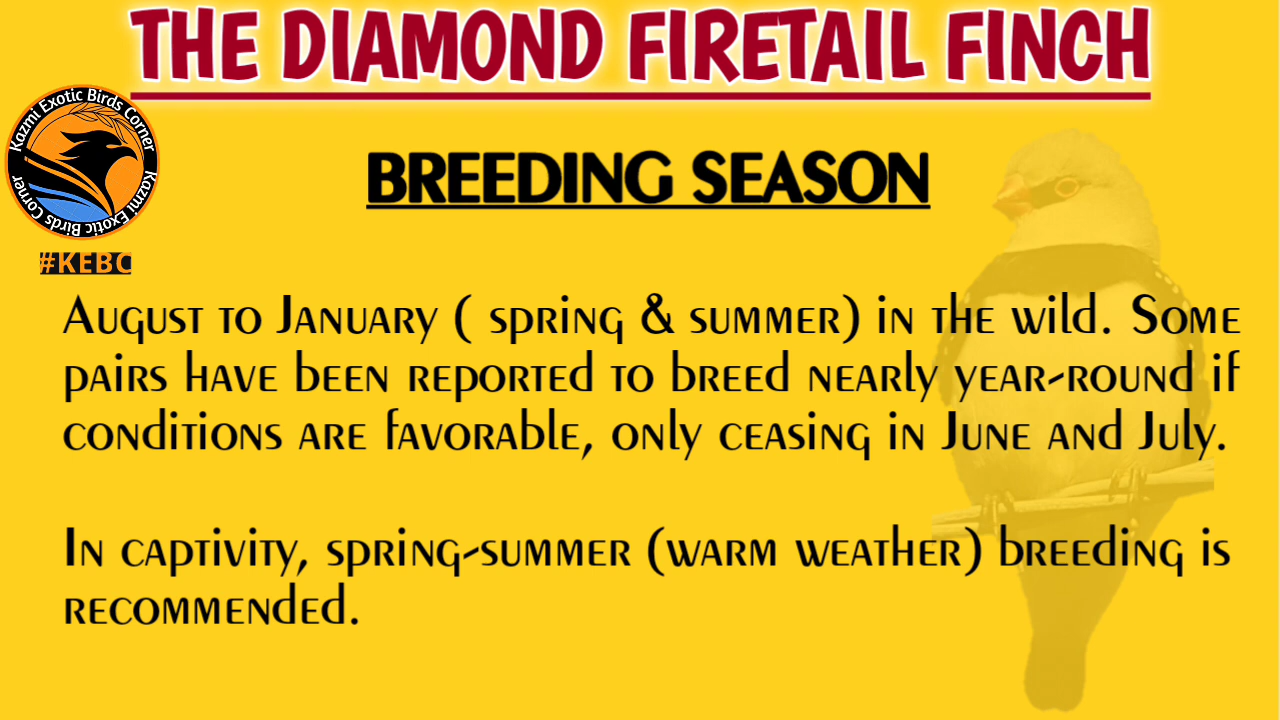 THE DIAMOND FIRETAIL FINCH
Kazmi Exotic Birds Corner
Kazmi Exotic Birds Corner
#KEBC
BREEDING SEASON
August to January ( spring & summer) in the wild. Some
pairs have been reported to breed nearly year-round if
conditions are favorable, only ceasing in June and July.
In captivity, spring-summer (warm weather) breeding is
recommended.